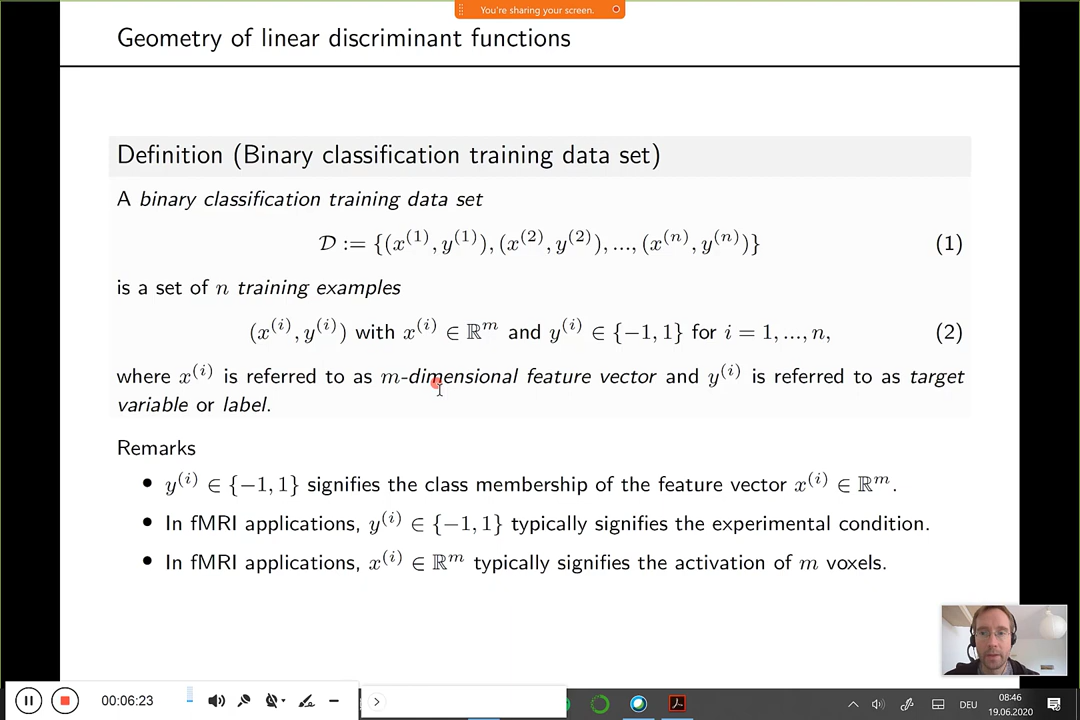 You're sharing your screen.
Geometry of linear discriminant functions
Definition (Binary classification training data set)
A binary classification training data set
𝒟 := {(x⁽¹⁾, y⁽¹⁾), (x⁽²⁾, y⁽²⁾), ..., (x⁽ⁿ⁾, y⁽ⁿ⁾)} (1)
is a set of n training examples
(x⁽ⁱ⁾, y⁽ⁱ⁾) with x⁽ⁱ⁾ ∈ ℝᵐ and y⁽ⁱ⁾ ∈ {−1, 1} for i = 1, ..., n, (2)
where x⁽ⁱ⁾ is referred to as m-dimensional feature vector and y⁽ⁱ⁾ is referred to as target
variable or label.
Remarks
• y⁽ⁱ⁾ ∈ {−1, 1} signifies the class membership of the feature vector x⁽ⁱ⁾ ∈ ℝᵐ.
• In fMRI applications, y⁽ⁱ⁾ ∈ {−1, 1} typically signifies the experimental condition.
• In fMRI applications, x⁽ⁱ⁾ ∈ ℝᵐ typically signifies the activation of m voxels.
00:06:23
DEU
08:46
19.06.2020